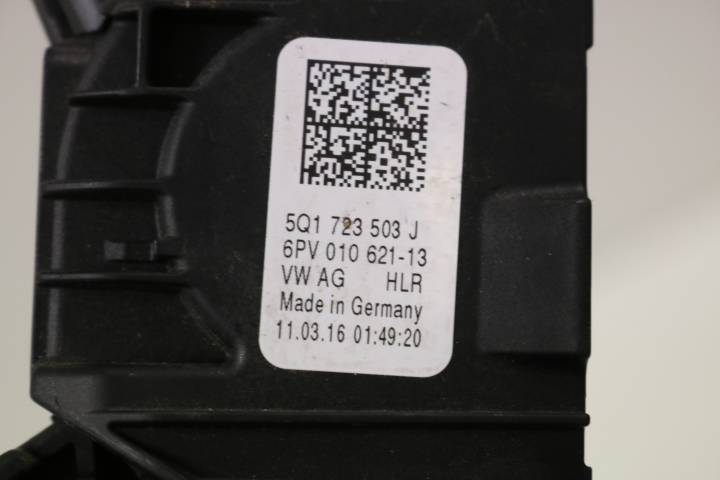 5Q1 723 503 J
6PV 010 621-13
VW AG HLR
Made in Germany
11.03.16 01:49:20